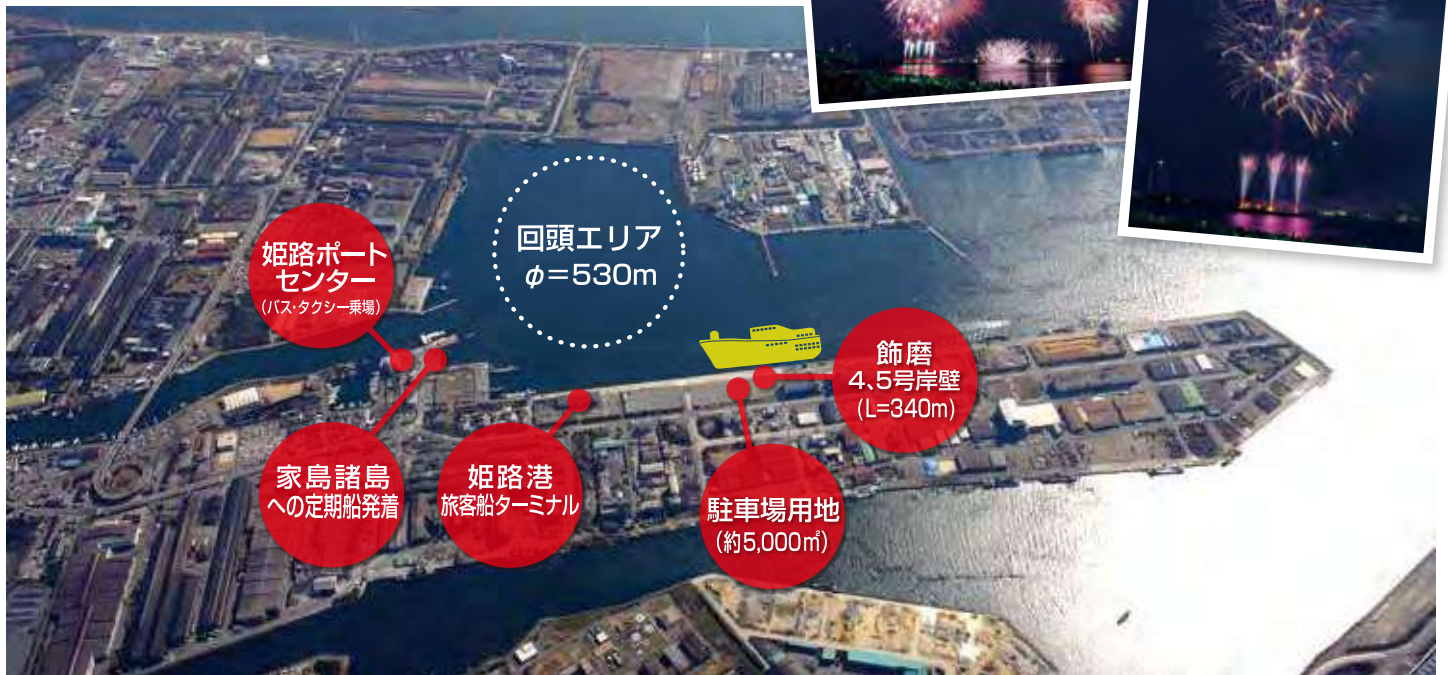 回頭エリア
φ=530m
姫路ポート
センター
(バス・タクシー乗場)
飾磨
4、5号岸壁
(L=340m)
家島諸島
への定期船発着
姫路港
旅客船ターミナル
駐車場用地
(約5,000㎡)